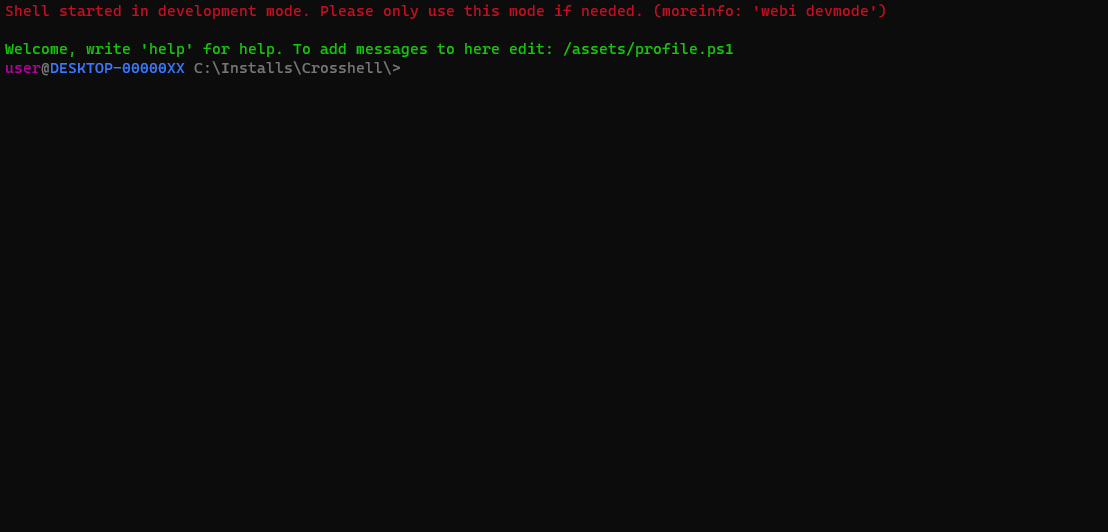 Shell started in development mode. Please only use this mode if needed. (moreinfo: 'webi devmode')
Welcome, write 'help' for help. To add messages to here edit: /assets/profile.ps1
user@DESKTOP-00000XX C:\Installs\Crosshell\>